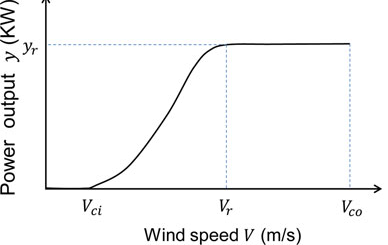 Power output y (KW)
y_r
V_ci
V_r
V_co
Wind speed V (m/s)